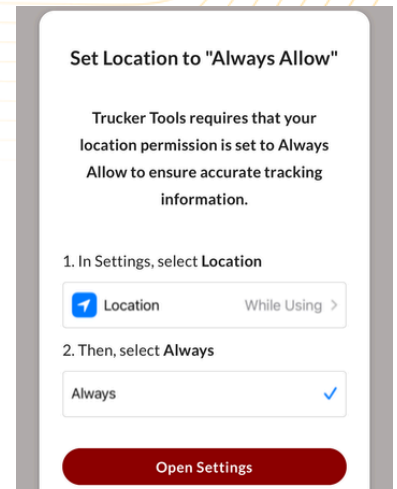 Set Location to "Always Allow"
Trucker Tools requires that your
location permission is set to Always
Allow to ensure accurate tracking
information.
1. In Settings, select Location
Location While Using >
2. Then, select Always
Always
Open Settings